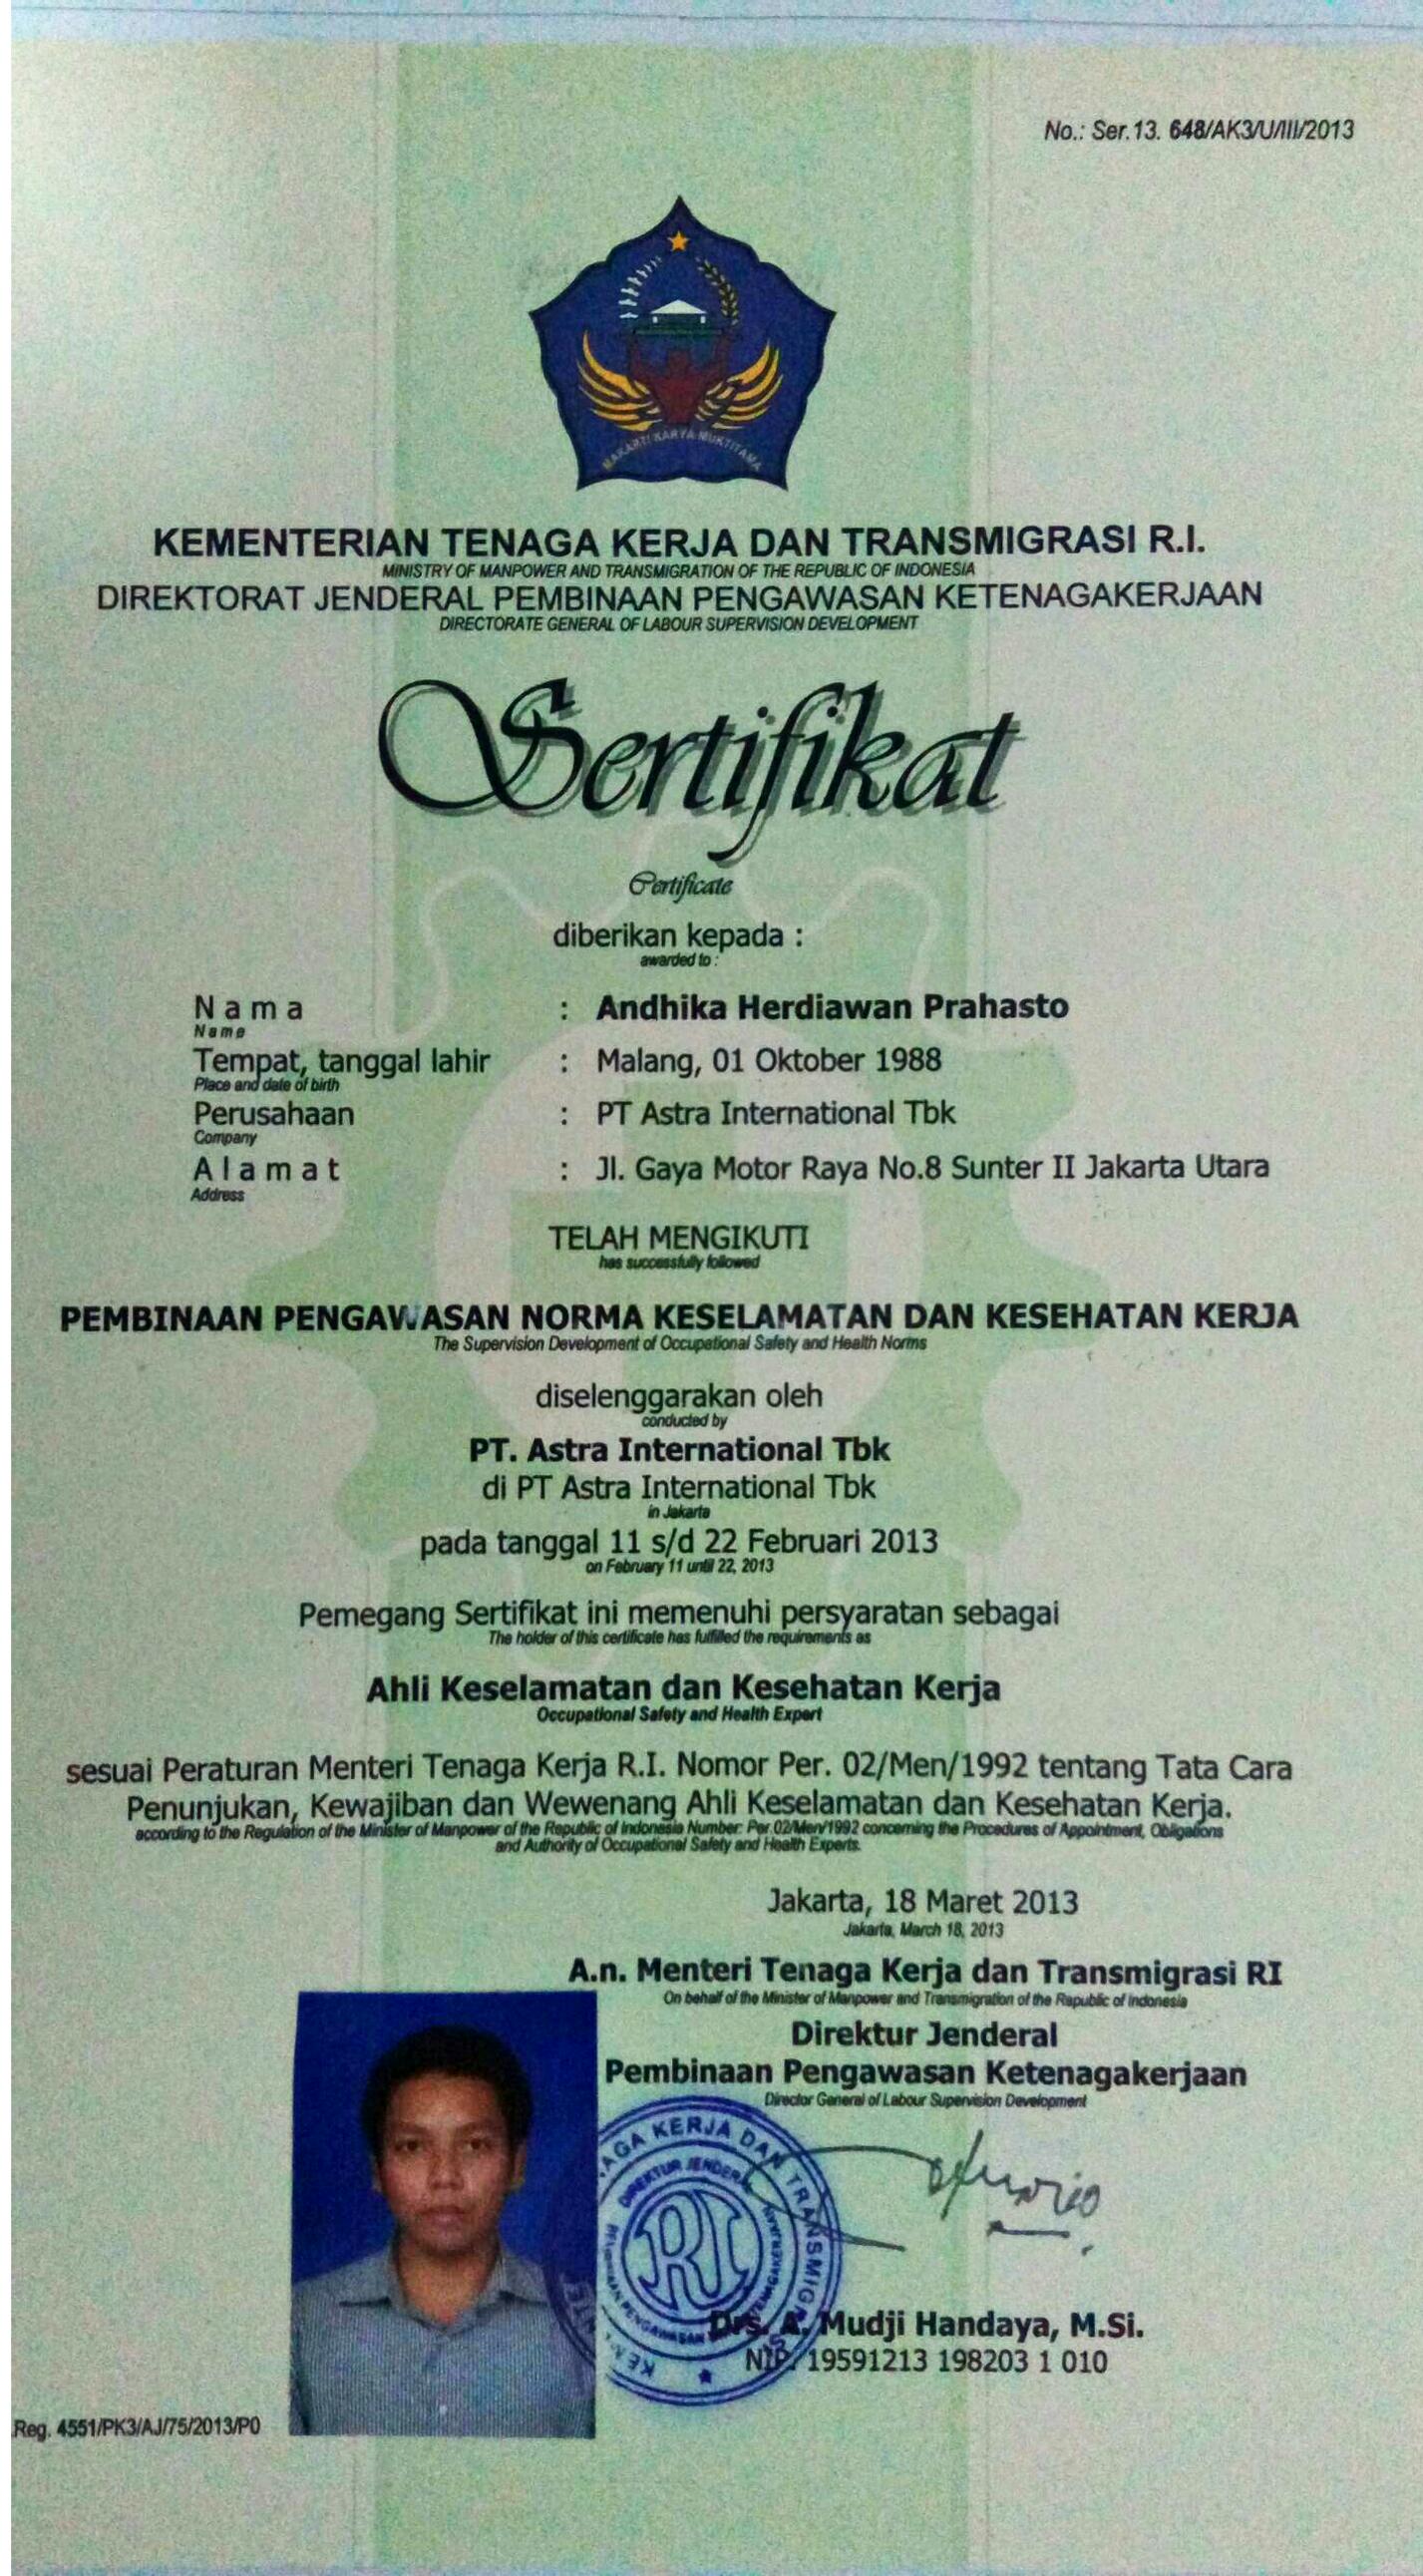 No.: Ser.13. 648/AK3/U/III/2013
MAKARTI KARYA MUKTITAMA
KEMENTERIAN TENAGA KERJA DAN TRANSMIGRASI R.I.
MINISTRY OF MANPOWER AND TRANSMIGRATION OF THE REPUBLIC OF INDONESIA
DIREKTORAT JENDERAL PEMBINAAN PENGAWASAN KETENAGAKERJAAN
DIRECTORATE GENERAL OF LABOUR SUPERVISION DEVELOPMENT
Sertifikat
Certificate
diberikan kepada :
awarded to :
Nama : Andhika Herdiawan Prahasto
Name
Tempat, tanggal lahir : Malang, 01 Oktober 1988
Place and date of birth
Perusahaan : PT Astra International Tbk
Company
Alamat : Jl. Gaya Motor Raya No.8 Sunter II Jakarta Utara
Address
TELAH MENGIKUTI
has successfully followed
PEMBINAAN PENGAWASAN NORMA KESELAMATAN DAN KESEHATAN KERJA
The Supervision Development of Occupational Safety and Health Norms
diselenggarakan oleh
conducted by
PT. Astra International Tbk
di PT Astra International Tbk
in Jakarta
pada tanggal 11 s/d 22 Februari 2013
on February 11 until 22, 2013
Pemegang Sertifikat ini memenuhi persyaratan sebagai
The holder of this certificate has fulfilled the requirements as
Ahli Keselamatan dan Kesehatan Kerja
Occupational Safety and Health Expert
sesuai Peraturan Menteri Tenaga Kerja R.I. Nomor Per. 02/Men/1992 tentang Tata Cara
Penunjukan, Kewajiban dan Wewenang Ahli Keselamatan dan Kesehatan Kerja.
according to the Regulation of the Minister of Manpower of the Republic of Indonesia Number: Per.02/Men/1992 concerning the Procedures of Appointment, Obligations
and Authority of Occupational Safety and Health Experts.
Jakarta, 18 Maret 2013
Jakarta, March 18, 2013
A.n. Menteri Tenaga Kerja dan Transmigrasi RI
On behalf of the Minister of Manpower and Transmigration of the Republic of Indonesia
Direktur Jenderal
Pembinaan Pengawasan Ketenagakerjaan
Director General of Labour Supervision Development
KERJA DAN TRANSMIGRASI
DIREKTUR JENDERAL
RI
Drs. A. Mudji Handaya, M.Si.
NIP. 19591213 198203 1 010
Reg. 4551/PK3/AJ/75/2013/P0